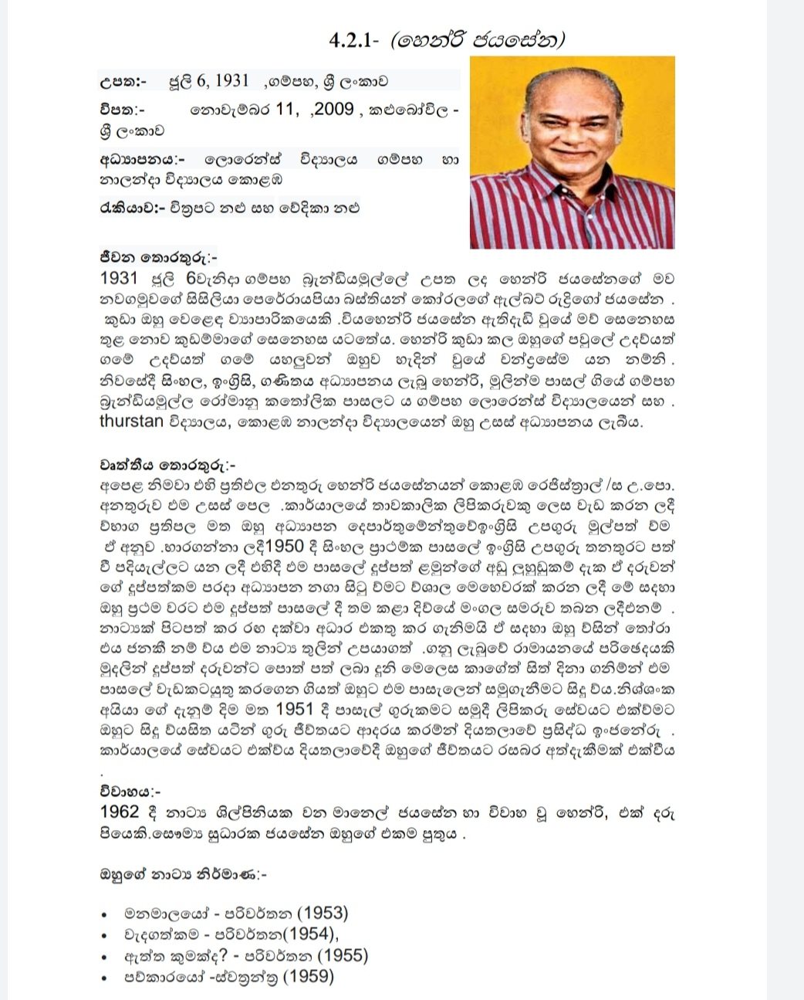 4.2.1- (හෙන්රි ජයසේන)
උපත:- ජූලි 6, 1931 ,ගම්පහ, ශ්‍රී ලංකාව
විපත:- නොවැම්බර 11, ,2009 , කළුබෝවිල -
ශ්‍රී ලංකාව
අධ්‍යාපනය:- ලොරෙන්ස් විද්‍යාලය ගම්පහ හා
නාලන්දා විද්‍යාලය කොළඹ
රැකියාව:- චිත්‍රපට නළු සහ වේදිකා නළු
ජීවන තොරතුරු:-
1931 ජුලි 6වැනිදා ගම්පහ බ්‍රැන්ඩියමුල්ලේ උපත ලද හෙන්රි ජයසේනගේ මව
නවගමුවගේ සිසිලියා පෙරේරායපියා බස්තියන් කෝරලගේ ඇල්බට් රුද්‍රිගෝ ජයසේන .
කුඩා ඔහු වෙළෙඳ ව්‍යාපාරිකයෙකි .වියහෙන්රි ජයසේන ඇතිදැඩි වුයේ මව් සෙනෙහස
තුළ නොව කුඩම්මාගේ සෙනෙහස යටතේය. හෙන්රි කුඩා කල ඔහුගේ පවුලේ උදව්යත්
ගමේ උදව්යත් ගමේ යහලුවන් ඔහුව හැදින් වුයේ චන්ද්‍රසේම යන නම්නි .
නිවසේදී සිංහල, ඉංග්‍රිසි, ගණිතය අධ්‍යාපනය ලැබූ හෙන්රි, මුලින්ම පාසල් ගියේ ගම්පහ
බ්‍රැන්ඩියමුල්ල රෝමානු කතෝලික පාසලට ය ගම්පහ ලොරෙන්ස් විද්‍යාලයෙන් සහ .
thurstan විද්‍යාලය, කොළඹ නාලන්දා විද්‍යාලයෙන් ඔහු උසස් අධ්‍යාපනය ලැබීය.
වෘත්තීය තොරතුරු:-
අපෙළ නිමවා එහි ප්‍රතිඵල එනතුරු හෙන්රි ජයසේනයන් කොළඹ රෙජිස්ත්‍රාල් /ස උ.පො.
අනතුරුව එම උසස් පෙල .කාර්යාලයේ තාවකාලික ලිපිකරුවකු ලෙස වැඩ කරන ලදී
විභාග ප්‍රතිපල මත ඔහු අධ්‍යාපන දෙපාර්තුමේන්තුවේඉංග්‍රිසි උපගුරු මුල්පත් විම
ඒ අනුව .භාරගන්නා ලදී1950 දී සිංහල ප්‍රාථමික පාසලේ ඉංග්‍රිසි උපගුරු තනතුරට පත්
වී පදියැල්ලට යන ලදී එහිදී එම පාසලේ දුප්පත් ළමුන්ගේ අඩු ලුහුඩුකම් දැක ඒ දරුවන්
ගේ දුප්පත්කම පරදා අධ්‍යාපන නගා සිටු විමට විශාල මෙහෙවරක් කරන ලදී මේ සදහා
ඔහු ප්‍රථම වරට එම දුප්පත් පාසලේ දී තම කළා දිවියේ මංගල සමරුව තබන ලදීඑනම් .
නාට්‍යක් පිටපත් කර රඟ දක්වා අධාර එකතු කර ගැනිමයි ඒ සදහා ඔහු විසින් තෝරා
එය ජනකී නම් විය එම නාට්‍ය තුලින් උපයාගත් .ගනු ලැබුවේ රාමායනයේ පරිඡේදයකි
මුදලින් දුප්පත් දරුවන්ට පොත් පත් ලබා දුනි මෙලෙස කාගේත් සිත් දිනා ගනිමින් එම
පාසලේ වැඩකටයුතු කරගෙන ගියත් ඔහුට එම පාසැලෙන් සමුගැනීමට සිදු විය.නිශ්ශංක
අයියා ගේ දැනුම් දිම මත 1951 දී පාසැල් ගුරුකමට සමුදී ලිපිකරු සේවයට එක්විමට
ඔහුට සිදු වියසිත යටින් ගුරු ජීවිතයට ආදරය කරමින් දියතලාවේ ප්‍රසිද්ධ ඉංජනේරු .
කාර්යාලයේ සේවයට එක්විය දියතලාවේදී ඔහුගේ ජීවිතයට රසබර අත්දැකීමක් එක්වීය
.
විවාහය:-
1962 දී නාට්‍ය ශිල්පිනියක වන මානෙල් ජයසේන හා විවාහ වූ හෙන්රි, එක් දරු
පියෙකි.සෞම්‍ය සුධාරක ජයසේන ඔහුගේ එකම පුතුය .
ඔහුගේ නාට්‍ය නිර්මාණ:-
• මනමාලයෝ - පරිවර්තන (1953)
• වැදගත්කම - පරිවර්තන(1954),
• ඇත්ත කුමක්ද? - පරිවර්තන (1955)
• පව්කාරයෝ -ස්වත්‍රන්ත්‍ර (1959)